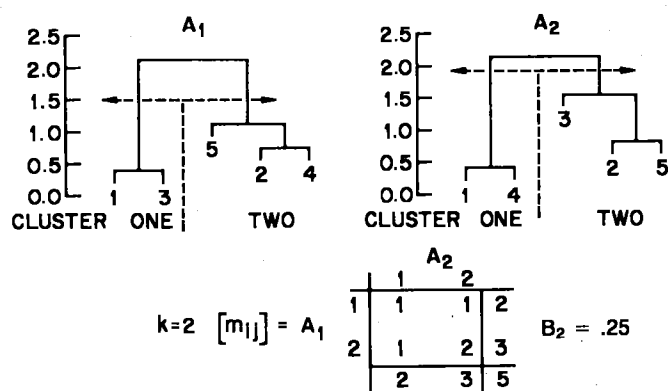 A1 A2
2.5 2.5
2.0 2.0
1.5 1.5
3
1.0 1.0
5
0.5 2 4 0.5 2 5
0.0 1 3 0.0 1 4
CLUSTER ONE TWO CLUSTER ONE TWO
A2
1 2
k=2 [mij] = A1 1 1 1 2 B2 = .25
2 1 2 3
2 3 5